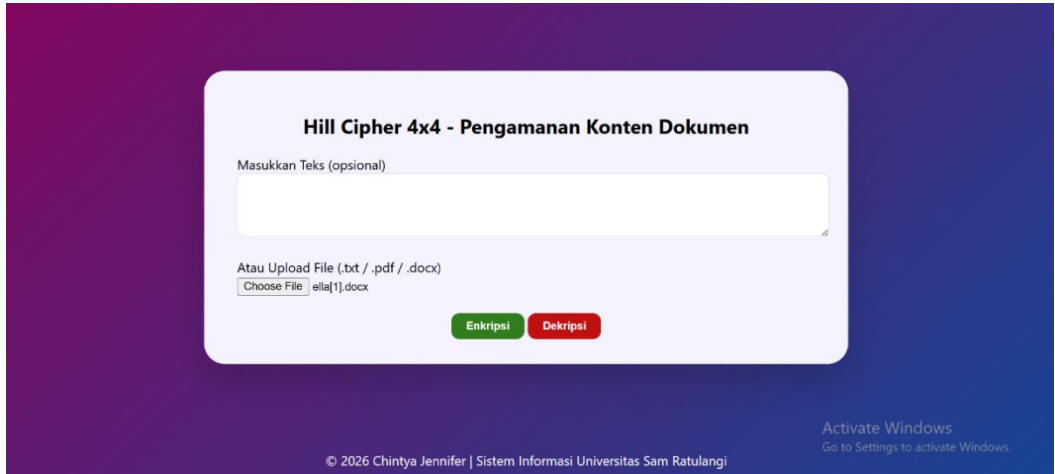 Hill Cipher 4x4 - Pengamanan Konten Dokumen
Masukkan Teks (opsional)
Atau Upload File (.txt / .pdf / .docx)
Choose File ella[1].docx
Enkripsi Dekripsi
Activate Windows
Go to Settings to activate Windows.
© 2026 Chintya Jennifer | Sistem Informasi Universitas Sam Ratulangi